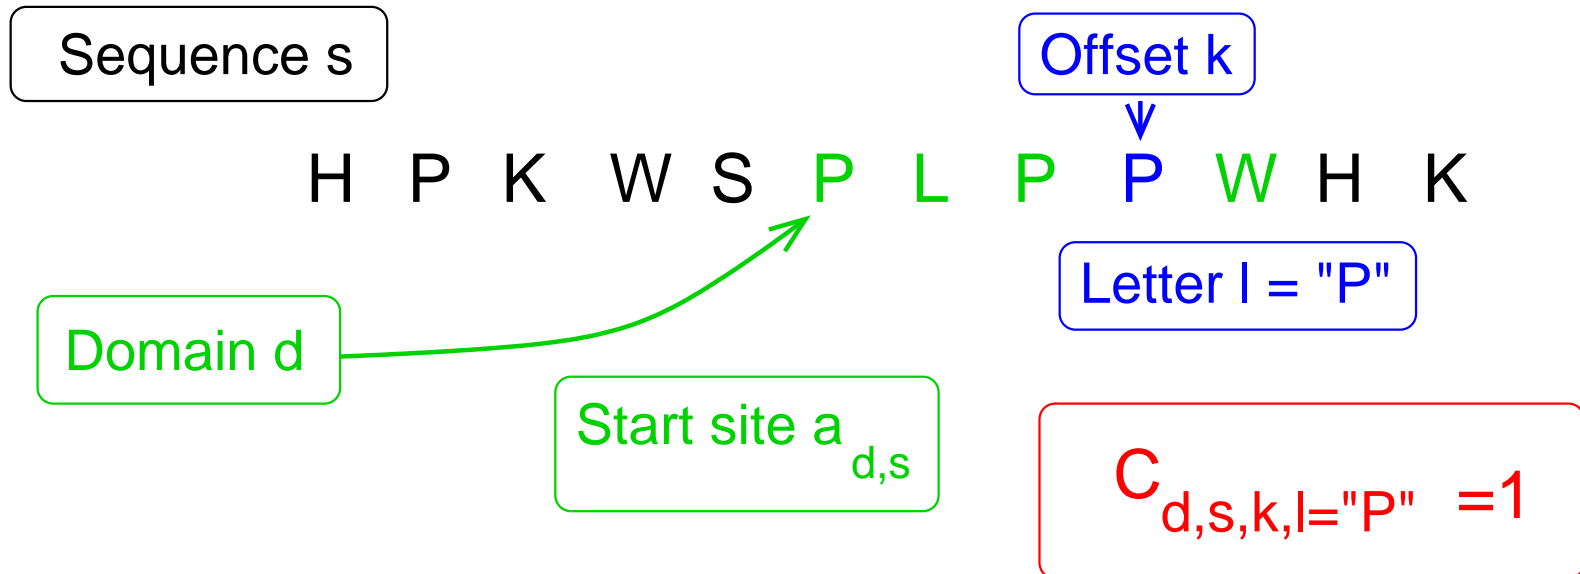 Sequence s
Offset k
H P K W S P L P P W H K
Letter l = "P"
Domain d
Start site a d,s
C d,s,k,l="P" =1